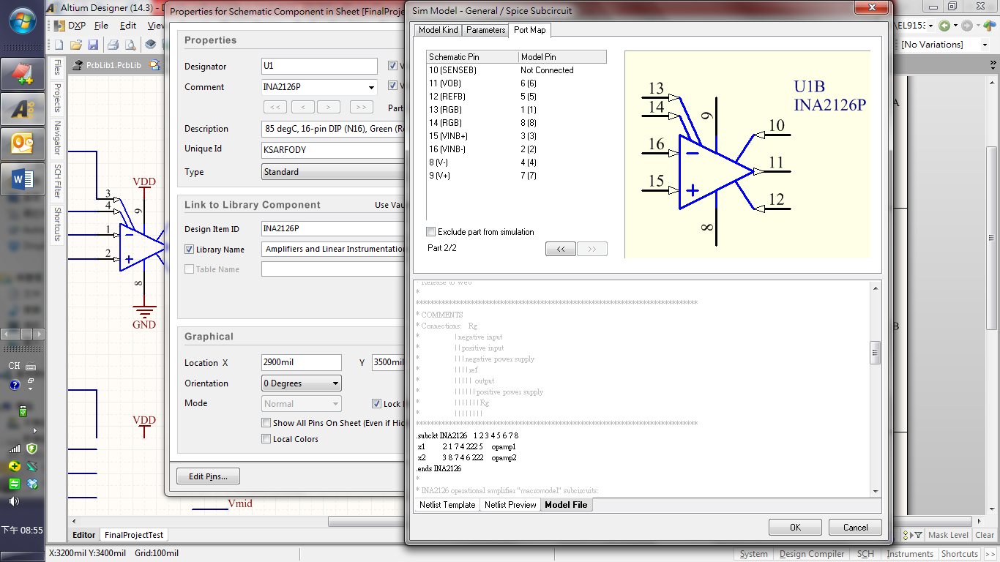 Altium Designer (14.3) - D
DXP File Edit View
PcbLib1.PcbLib
Files
Projects
Navigator
SCH Filter
Shortcuts
VDD
3
4
1
2
9
8
GND
VDD
Vmid
Editor FinalProjectTest
X:3200mil Y:3400mil Grid:100mil
CH
下午 08:55
Properties for Schematic Component in Sheet [FinalProjec
Properties
Designator U1
Comment INA2126P
<< < > >> Part
Description 85 degC, 16-pin DIP (N16), Green (Ro
Unique Id KSARFODY
Type Standard
Link to Library Component Use Vau
Design Item ID INA2126P
Library Name Amplifiers and Linear Instrumentation
Table Name
Graphical
Location X 2900mil Y 3500mil
Orientation 0 Degrees
Mode Normal Lock
Show All Pins On Sheet (Even if Hid
Local Colors
Edit Pins...
Sim Model - General / Spice Subcircuit
Model Kind Parameters Port Map
Schematic Pin Model Pin
10 (SENSEB) Not Connected
11 (VOB) 6 (6)
12 (REFB) 5 (5)
13 (RGB) 1 (1)
14 (RGB) 8 (8)
15 (VINB+) 3 (3)
16 (VINB-) 2 (2)
8 (V-) 4 (4)
9 (V+) 7 (7)
Exclude part from simulation
Part 2/2 << >>
U1B
INA2126P
13
14
16
15
9
8
10
11
12
* Release to Web
*
******************************************************************************
* COMMENTS
* Connections: Rg
* | negative input
* | | positive input
* | | | negative power supply
* | | | | ref
* | | | | | output
* | | | | | | positive power supply
* | | | | | | | Rg
* | | | | | | | |
******************************************************************************
.subckt INA2126 1 2 3 4 5 6 7 8
x1 2 1 7 4 222 5 opamp1
x2 3 8 7 4 6 222 opamp2
.ends INA2126
*
* INA2126 operational amplifier "macromodel" subcircuits:
Netlist Template Netlist Preview Model File
OK Cancel
[No Variations]
Mask Level Clear
System Design Compiler SCH Instruments Shortcuts >>